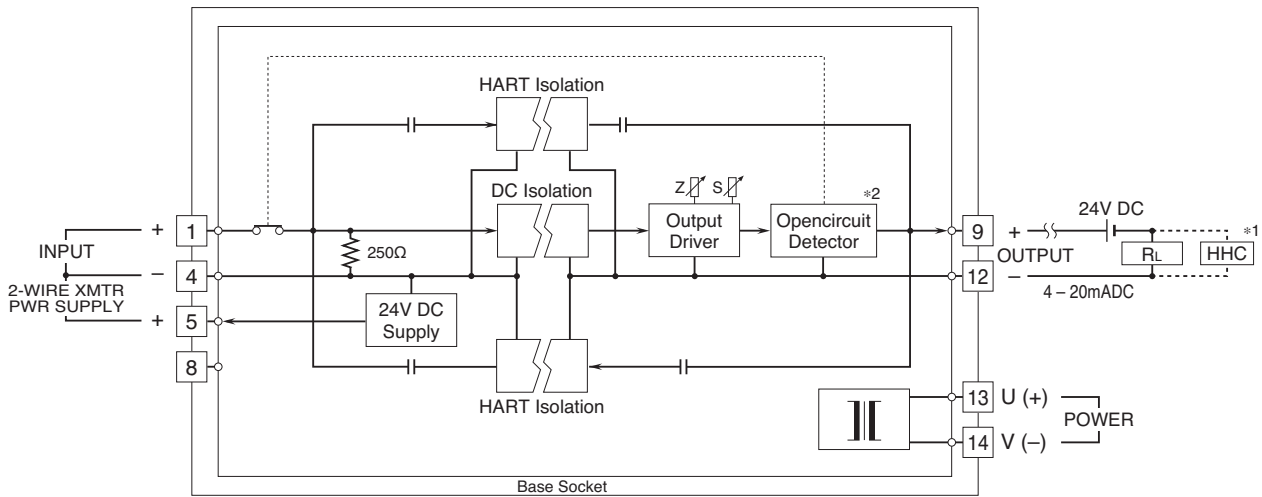 HART Isolation
DC Isolation
Z
S
*2
Output
Driver
Opencircuit
Detector
24V DC
*1
INPUT
+
1
250Ω
9
+
OUTPUT
RL
HHC
–
4
12
–
4 – 20mADC
2-WIRE XMTR
PWR SUPPLY
+
5
24V DC
Supply
8
HART Isolation
13
U (+)
POWER
14
V (–)
Base Socket